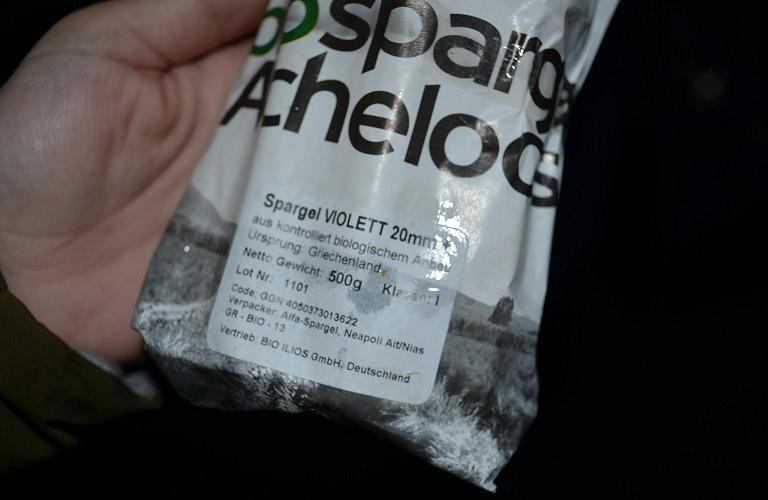 sparg
Acheloos
Spargel VIOLETT 20mm +
aus kontrolliert biologischem Anbau
Ursprung: Griechenland
Netto Gewicht: 500g Klasse: I
Lot Nr: 1101
Code: GGN 4050373013622
Verpacker: Alfa-Spargel, Neapoli Ait/Nias
GR - BIO - 13
Vertrieb: BIO ILIOS GmbH, Deutschland